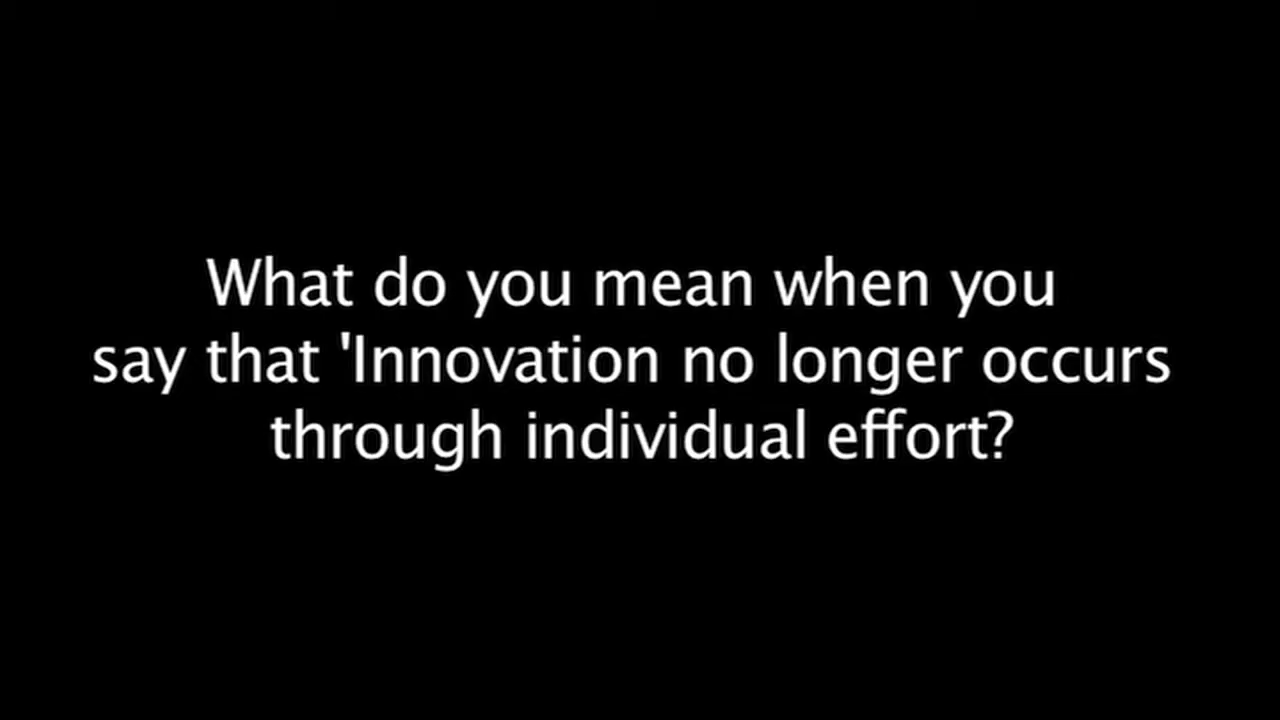 What do you mean when you
say that 'Innovation no longer occurs
through individual effort?